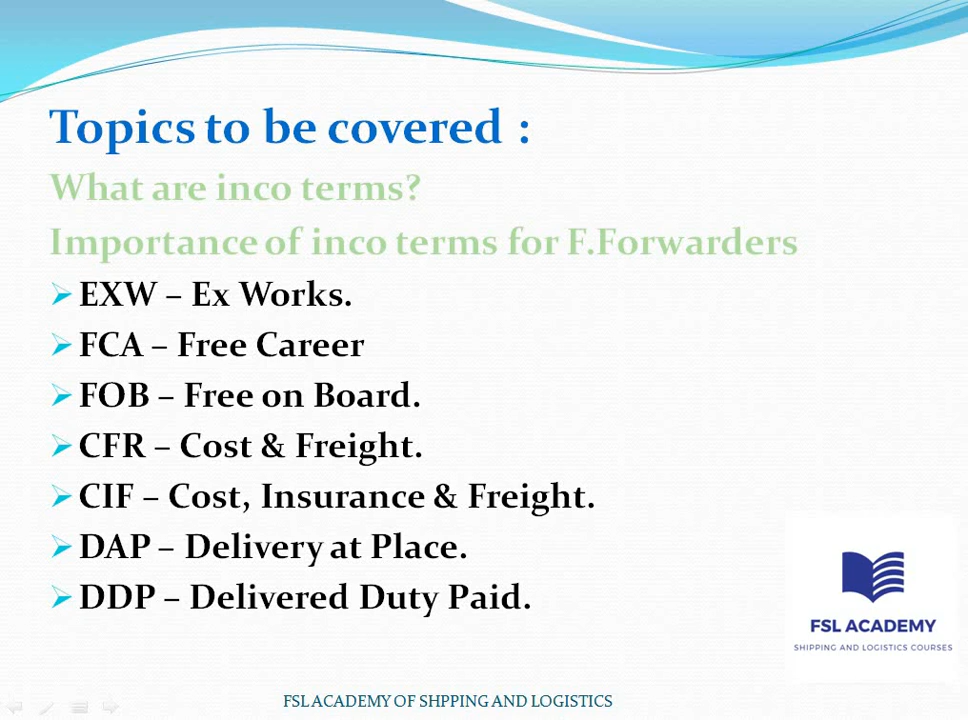 Topics to be covered :
What are inco terms?
Importance of inco terms for F.Forwarders
EXW – Ex Works.
FCA – Free Career
FOB – Free on Board.
CFR – Cost & Freight.
CIF – Cost, Insurance & Freight.
DAP – Delivery at Place.
DDP – Delivered Duty Paid.
FSL ACADEMY
SHIPPING AND LOGISTICS COURSES
FSL ACADEMY OF SHPPING AND LOGISTICS